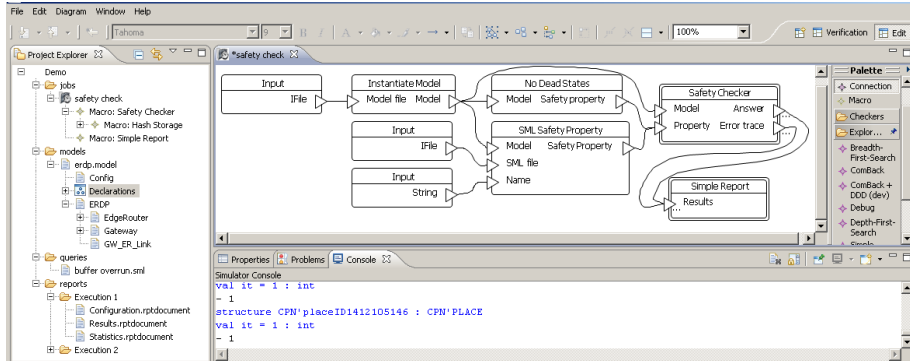 File Edit Diagram Window Help
Tahoma 9 B I A 100% Verification Edit
Project Explorer
Demo
jobs
safety check
Macro: Safety Checker
Macro: Hash Storage
Macro: Simple Report
models
erdp.model
Config
Declarations
ERDP
EdgeRouter
Gateway
GW_ER_Link
queries
buffer overrun.sml
reports
Execution 1
Configuration.rptdocument
Results.rptdocument
Statistics.rptdocument
Execution 2
*safety check
Input
IFile
Instantiate Model
Model file Model
No Dead States
Model Safety property
Safety Checker
Model Answer
...
Property Error trace
...
Input
IFile
SML Safety Property
Model Safety Property
SML file
Name
Input
String
Simple Report
Results
...
Palette
Connection
Macro
Checkers
Explor...
Breadth-
First-Search
ComBack
ComBack +
DDD (dev)
Debug
Depth-First-
Search
Simple
Properties Problems Console
Simulator Console
val it = 1 : int
- 1
structure CPN'placeID1412105146 : CPN'PLACE
val it = 1 : int
- 1